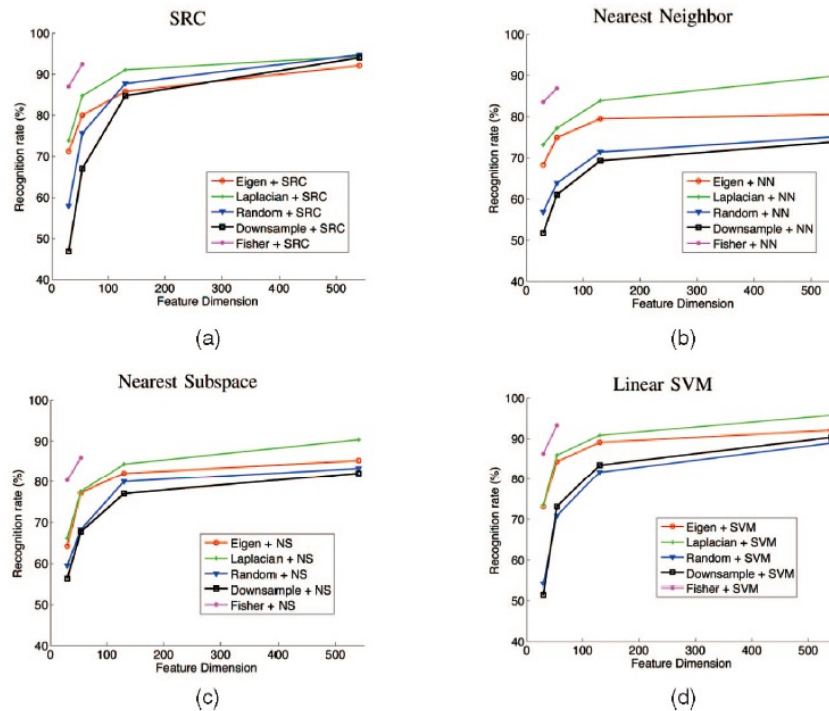 SRC
100
90
80
70
60
50
40
Recognition rate (%)
Eigen + SRC
Laplacian + SRC
Random + SRC
Downsample + SRC
Fisher + SRC
0 100 200 300 400 500
Feature Dimension
(a)
Nearest Neighbor
100
90
80
70
60
50
40
Recognition rate (%)
Eigen + NN
Laplacian + NN
Random + NN
Downsample + NN
Fisher + NN
0 100 200 300 400 500
Feature Dimension
(b)
Nearest Subspace
100
90
80
70
60
50
40
Recognition rate (%)
Eigen + NS
Laplacian + NS
Random + NS
Downsample + NS
Fisher + NS
0 100 200 300 400 500
Feature Dimension
(c)
Linear SVM
100
90
80
70
60
50
40
Recognition rate (%)
Eigen + SVM
Laplacian + SVM
Random + SVM
Downsample + SVM
Fisher + SVM
0 100 200 300 400 500
Feature Dimension
(d)